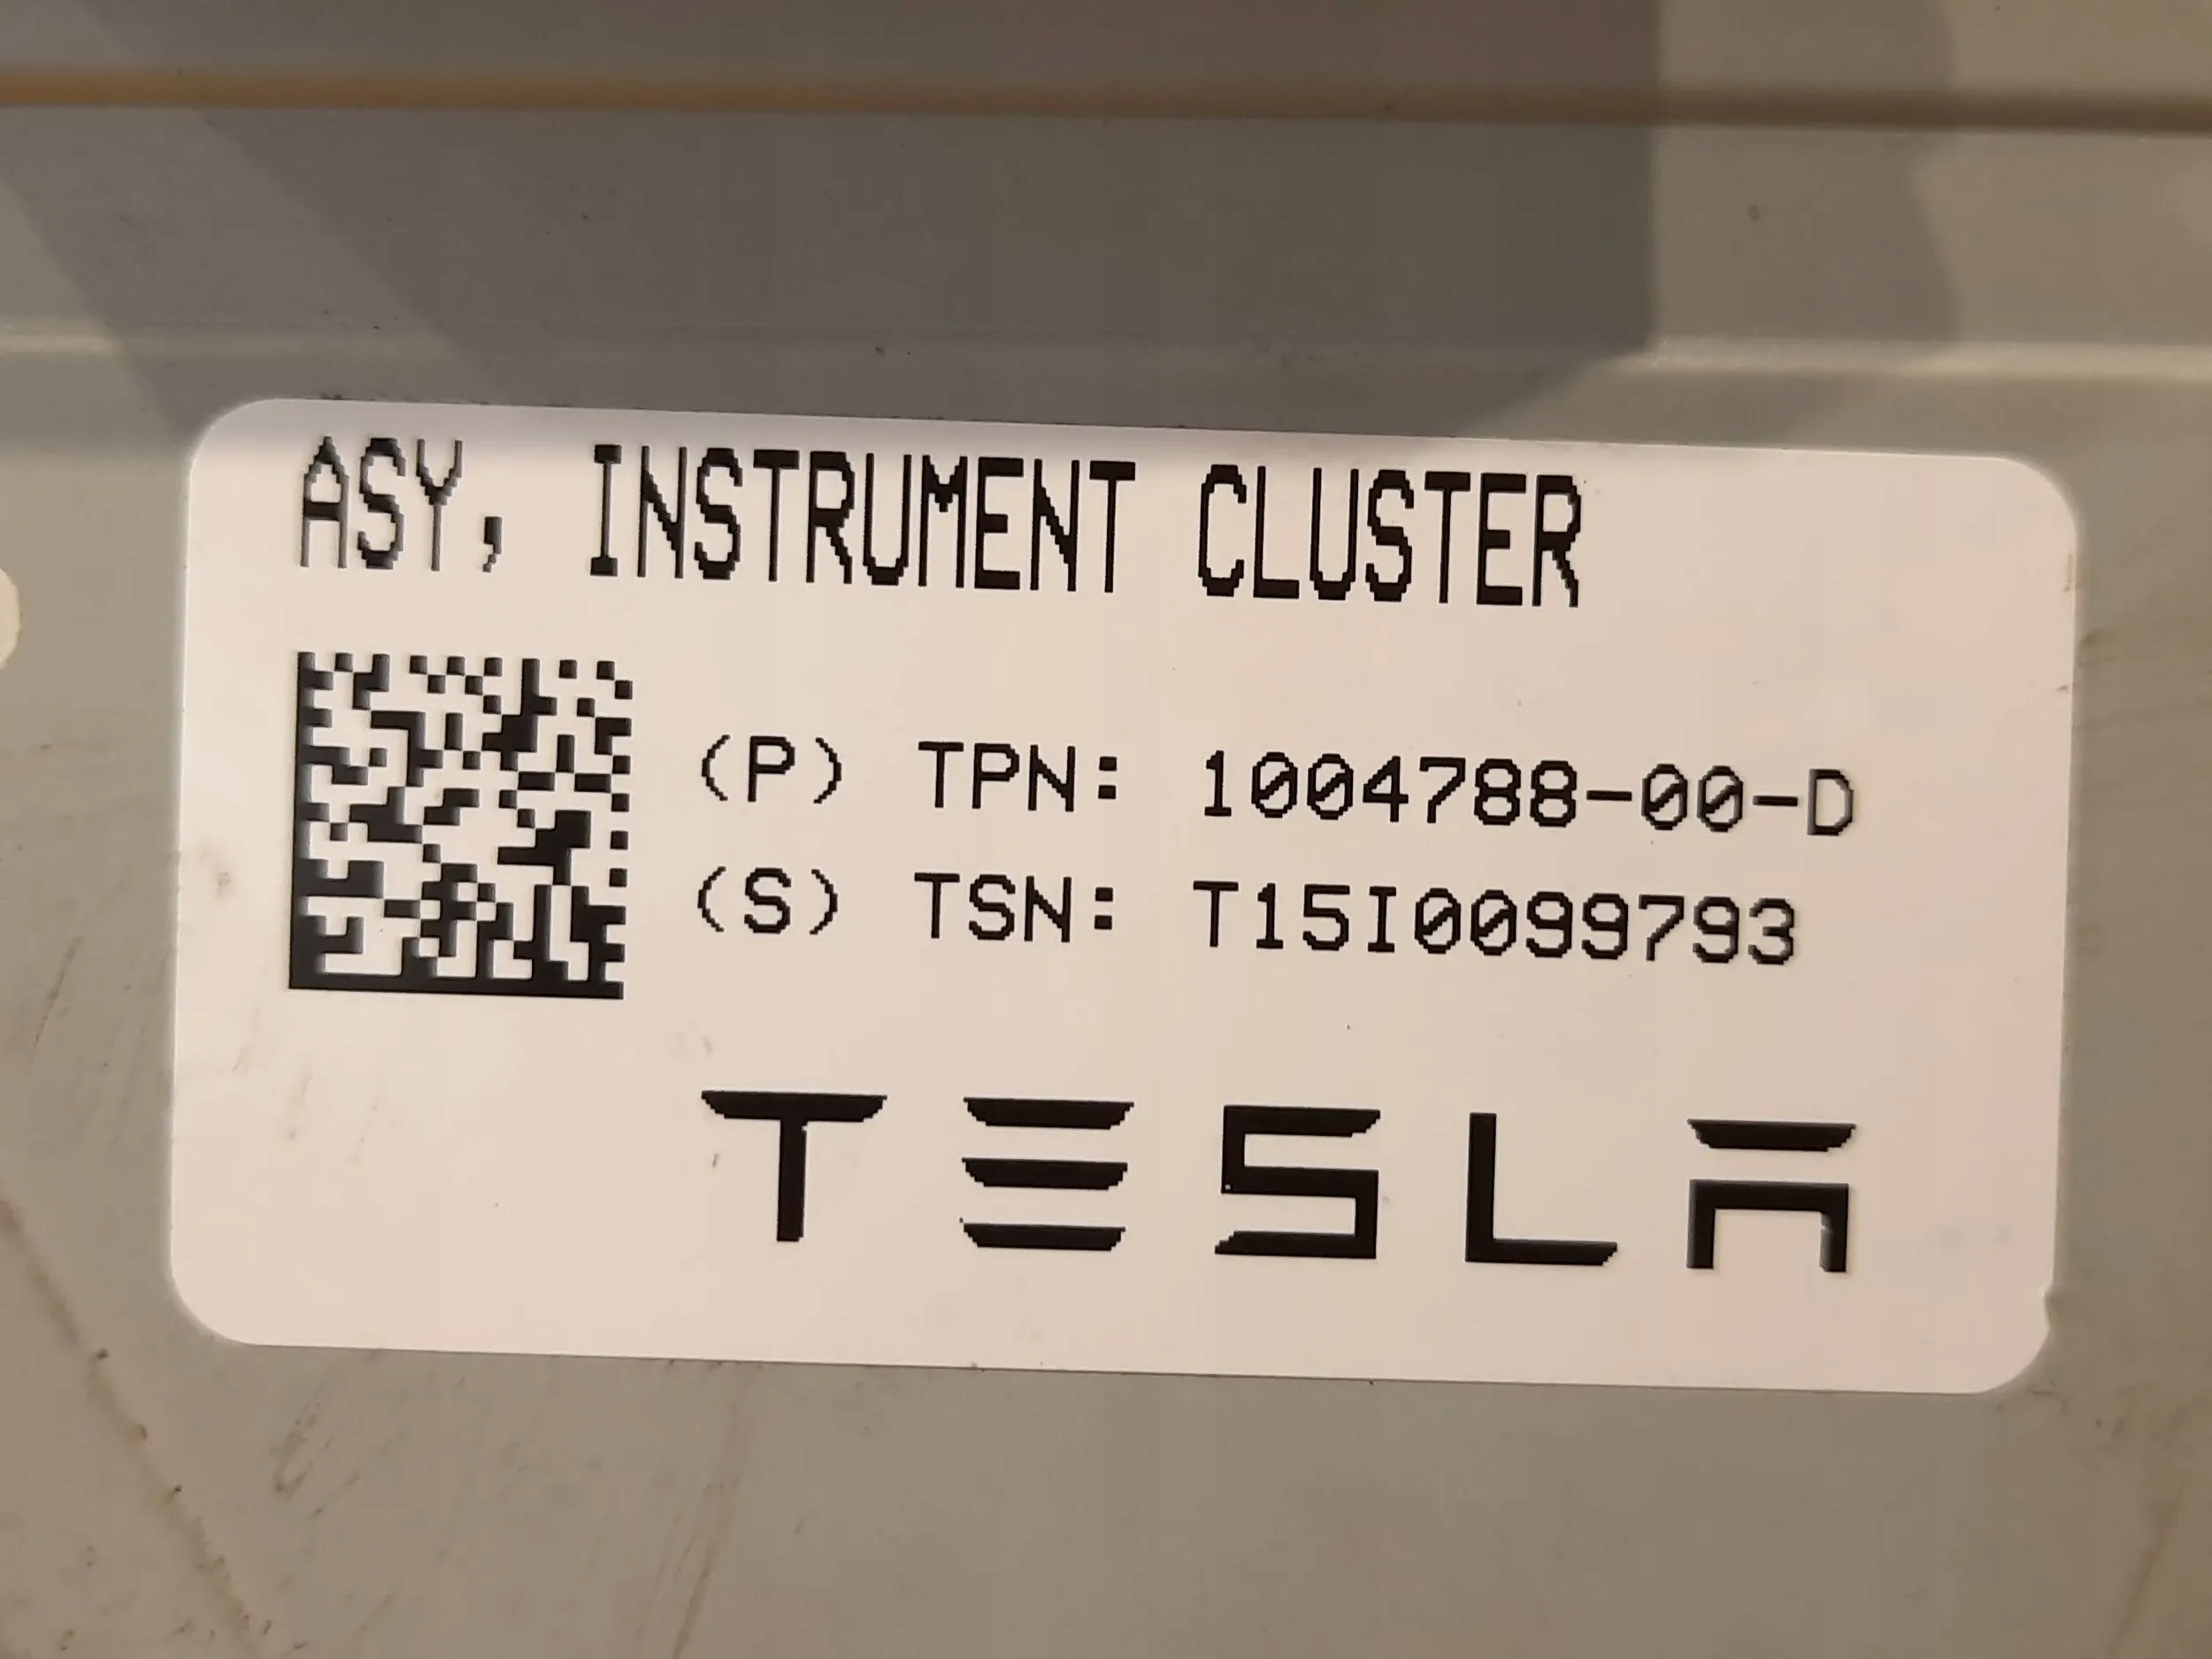 ASY, INSTRUMENT CLUSTER
(P) TPN: 1004788-00-D
(S) TSN: T15I0099793
TESLA